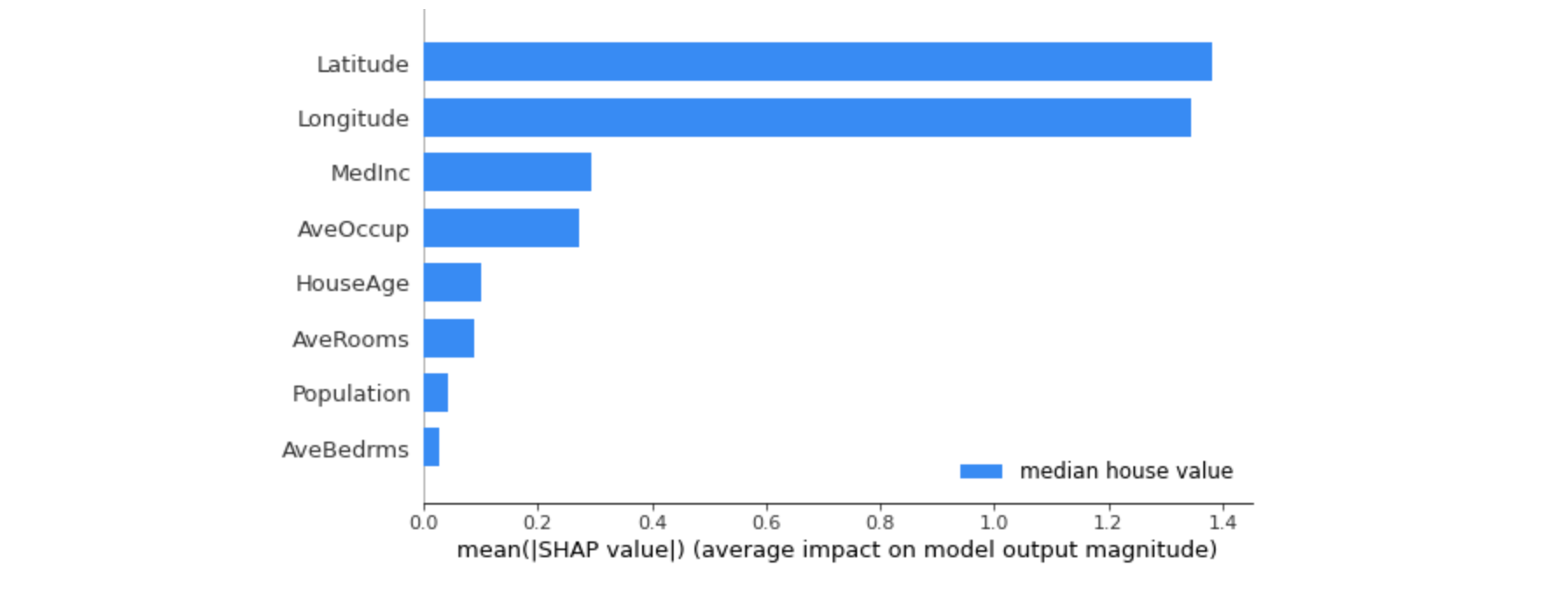 Latitude
Longitude
MedInc
AveOccup
HouseAge
AveRooms
Population
AveBedrms
median house value
0.0 0.2 0.4 0.6 0.8 1.0 1.2 1.4
mean(|SHAP value|) (average impact on model output magnitude)